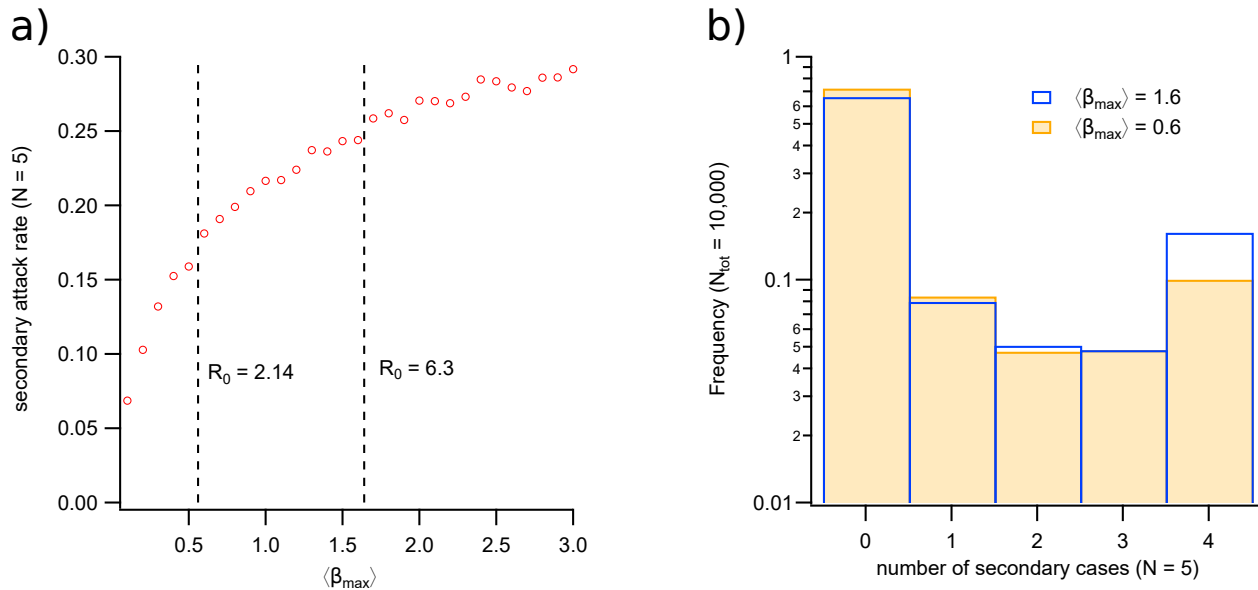 a)
secondary attack rate (N = 5)
0.30
0.25
0.20
0.15
0.10
0.05
0.00
R₀ = 2.14
R₀ = 6.3
0.5 1.0 1.5 2.0 2.5 3.0
⟨βmax⟩
b)
Frequency (Ntot = 10,000)
1
6
5
4
3
2
0.1
6
5
4
3
2
0.01
⟨βmax⟩ = 1.6
⟨βmax⟩ = 0.6
0 1 2 3 4
number of secondary cases (N = 5)